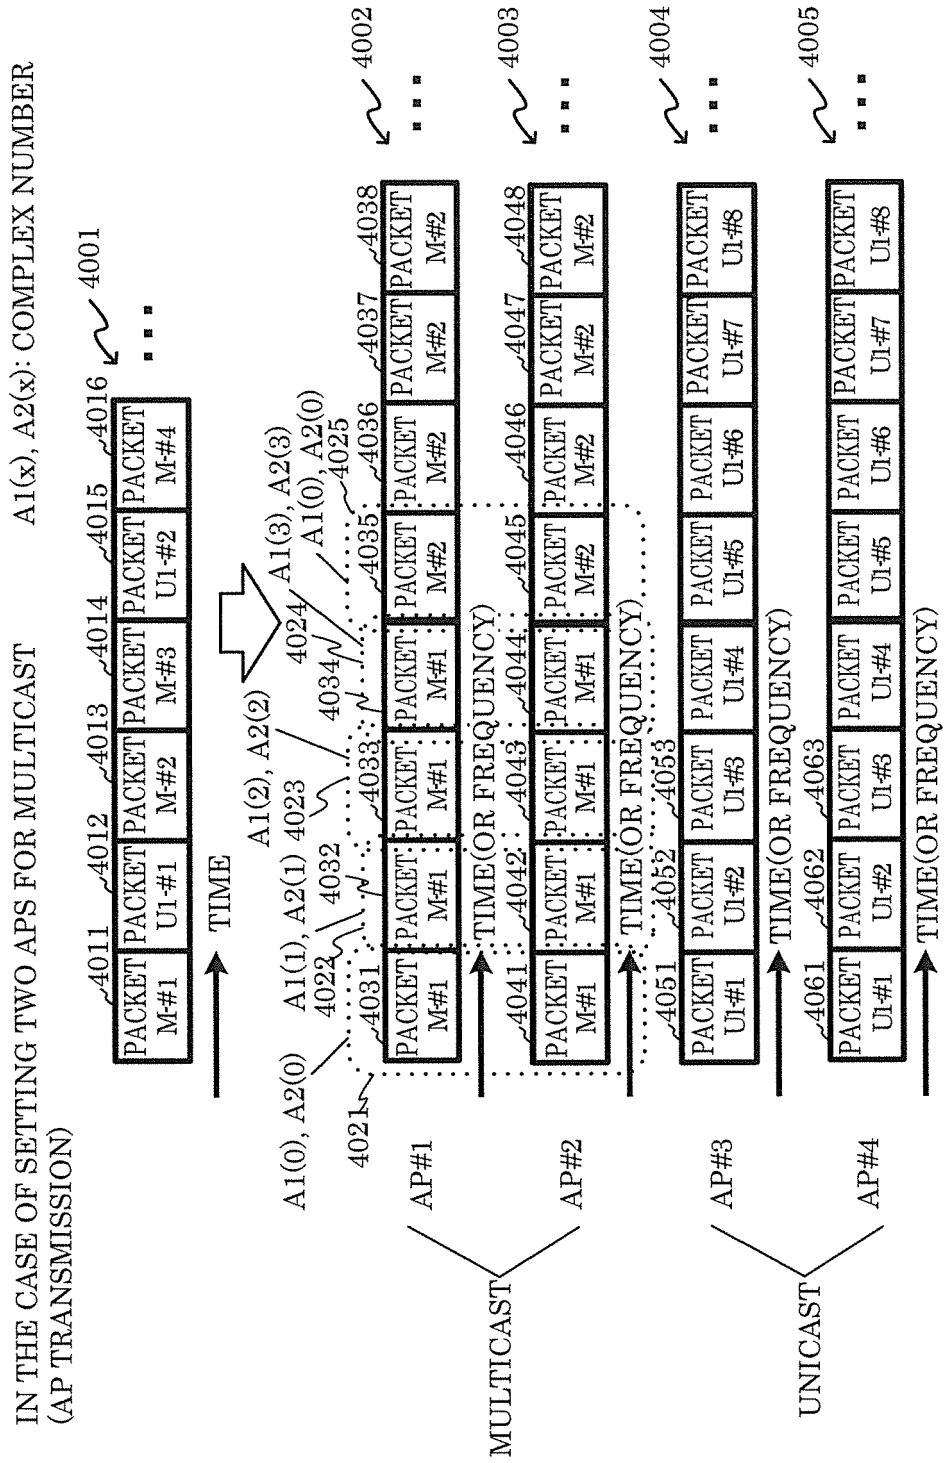 IN THE CASE OF SETTING TWO APS FOR MULTICAST
(AP TRANSMISSION)
A1(x), A2(x): COMPLEX NUMBER
4011 4012 4013 4014 4015 4016 4001
PACKET M-#1 PACKET U1-#1 PACKET M-#2 PACKET M-#3 PACKET U1-#2 PACKET M-#4
TIME
A1(0), A2(0) A1(1), A2(1) A1(2), A2(2) A1(3), A2(3) A1(0), A2(0)
4021 4022 4023 4024 4025
4031 4032 4033 4034 4035 4036 4037 4038 4002
AP#1
PACKET M-#1 PACKET M-#1 PACKET M-#1 PACKET M-#1 PACKET M-#2 PACKET M-#2 PACKET M-#2 PACKET M-#2
TIME(OR FREQUENCY)
MULTICAST
4041 4042 4043 4044 4045 4046 4047 4048 4003
AP#2
PACKET M-#1 PACKET M-#1 PACKET M-#1 PACKET M-#1 PACKET M-#2 PACKET M-#2 PACKET M-#2 PACKET M-#2
TIME(OR FREQUENCY)
4051 4052 4053 4004
AP#3
PACKET U1-#1 PACKET U1-#2 PACKET U1-#3 PACKET U1-#4 PACKET U1-#5 PACKET U1-#6 PACKET U1-#7 PACKET U1-#8
TIME(OR FREQUENCY)
UNICAST
4061 4062 4063 4005
AP#4
PACKET U1-#1 PACKET U1-#2 PACKET U1-#3 PACKET U1-#4 PACKET U1-#5 PACKET U1-#6 PACKET U1-#7 PACKET U1-#8
TIME(OR FREQUENCY)